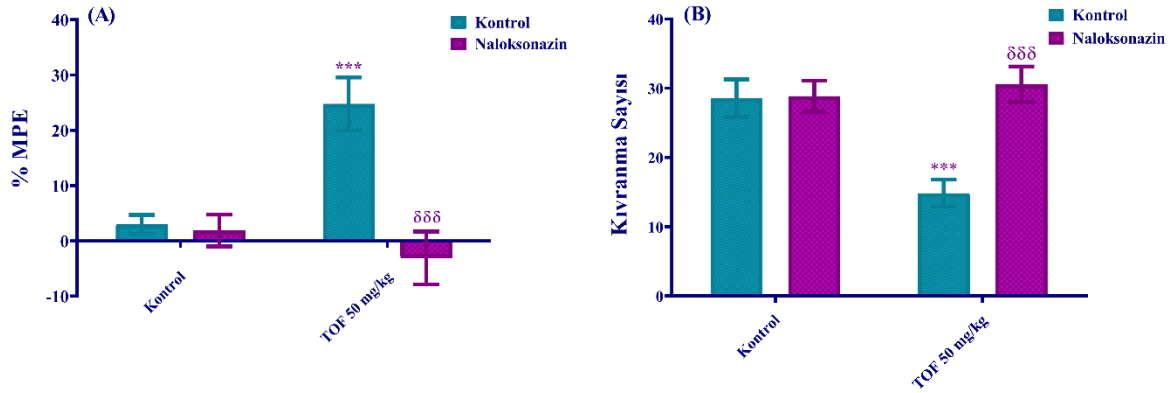 (A)
Kontrol
Naloksonazin
% MPE
40
30
20
10
0
-10
***
δδδ
Kontrol
TOF 50 mg/kg
(B)
Kontrol
Naloksonazin
Kıvranma Sayısı
40
30
20
10
0
***
δδδ
Kontrol
TOF 50 mg/kg